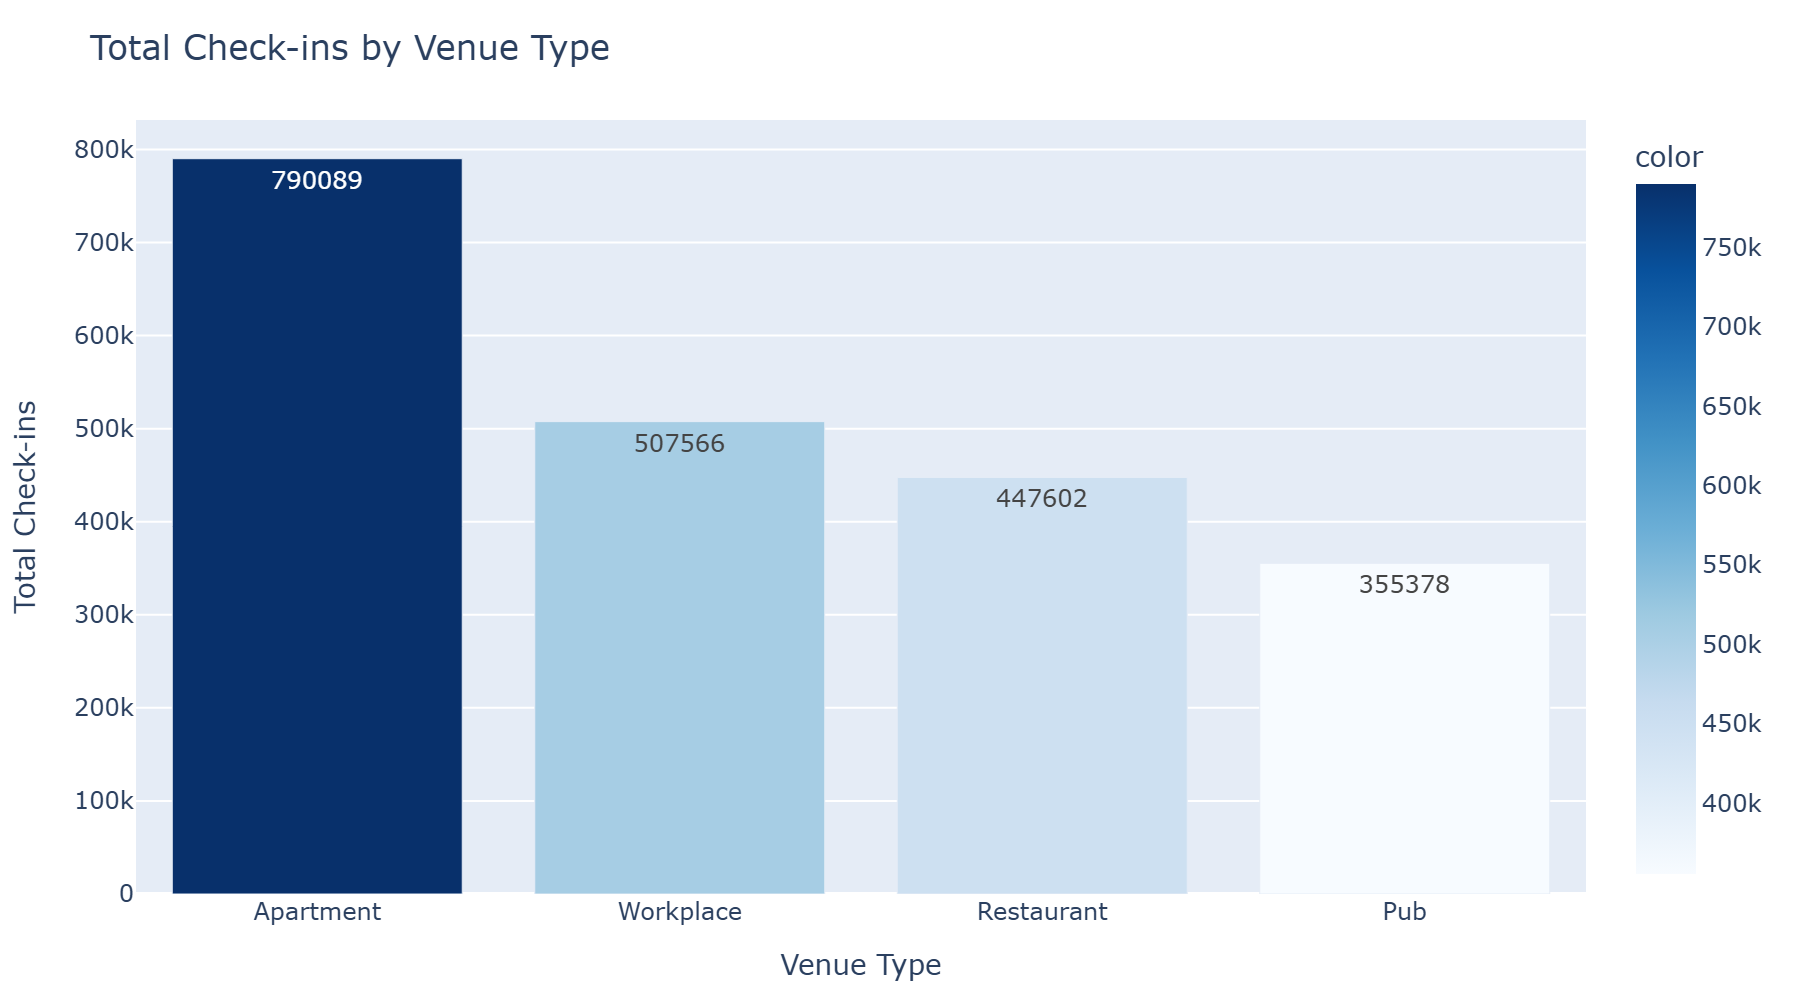 Total Check-ins by Venue Type
Total Check-ins
800k
700k
600k
500k
400k
300k
200k
100k
0
790089
507566
447602
355378
Apartment
Workplace
Restaurant
Pub
Venue Type
color
750k
700k
650k
600k
550k
500k
450k
400k